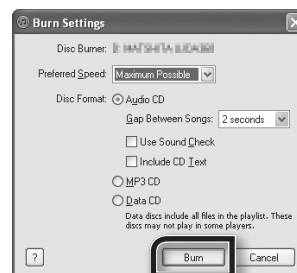 Burn Settings
Disc Burner:
Preferred Speed: Maximum Possible
Disc Format: Audio CD
Gap Between Songs: 2 seconds
Use Sound Check
Include CD Text
MP3 CD
Data CD
Data discs include all files in the playlist. These
discs may not play in some players.
? Burn Cancel